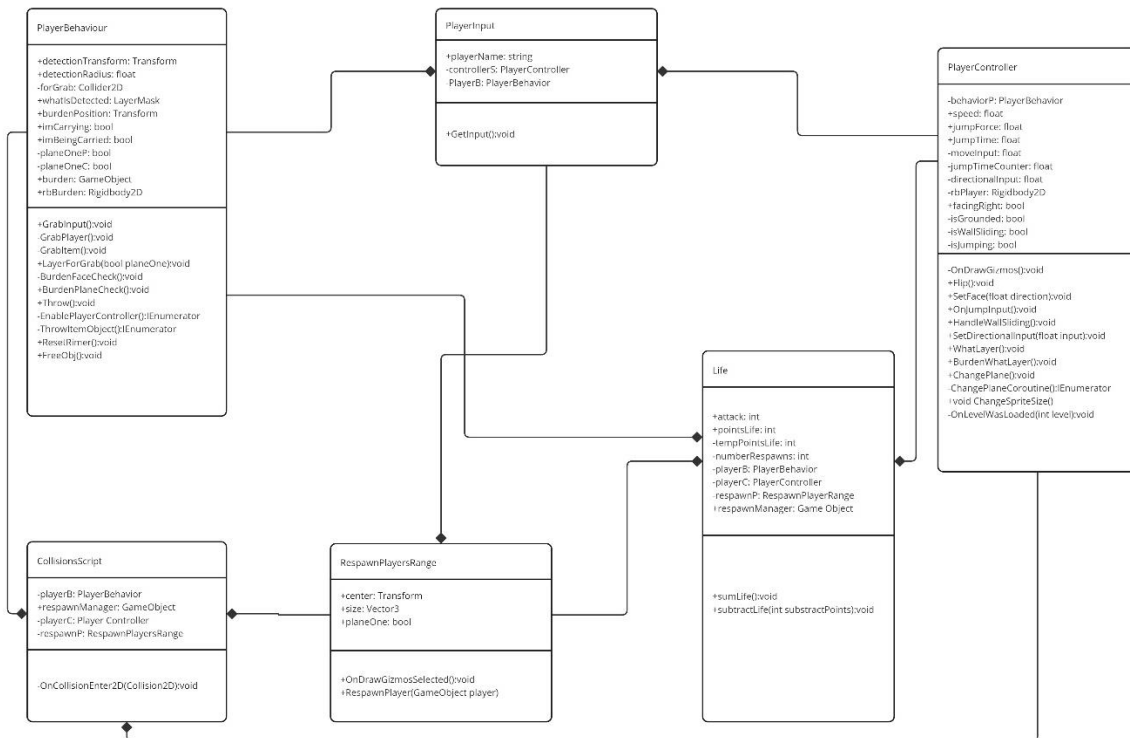 PlayerBehaviour
+detectionTransform: Transform
+detectionRadius: float
-forGrab: Collider2D
+whatIsDetected: LayerMask
+burdenPosition: Transform
+imCarrying: bool
+imBeingCarried: bool
-planeOneP: bool
-planeOneC: bool
+burden: GameObject
+rbBurden: Rigidbody2D
+GrabInput():void
-GrabPlayer():void
-GrabItem():void
+LayerForGrab(bool planeOne):void
-BurdenFaceCheck():void
+BurdenPlaneCheck():void
+Throw():void
-EnablePlayerController():IEnumerator
-ThrowItemObject():IEnumerator
+ResetRimer():void
+FreeObj():void
PlayerInput
+playerName: string
-controllerS: PlayerController
-PlayerB: PlayerBehavior
+GetInput():void
PlayerController
-behaviorP: PlayerBehavior
+speed: float
+jumpForce: float
+JumpTime: float
-moveInput: float
-jumpTimeCounter: float
-directionalInput: float
-rbPlayer: Rigidbody2D
+facingRight: bool
-isGrounded: bool
-isWallSliding: bool
-isJumping: bool
-OnDrawGizmos():void
+Flip():void
+SetFace(float direction):void
+OnJumpInput():void
+HandleWallSliding():void
+SetDirectionalInput(float input):void
+WhatLayer():void
+BurdenWhatLayer():void
+ChangePlane():void
-ChangePlaneCoroutine():IEnumerator
+void ChangeSpriteSize()
-OnLevelWasLoaded(int level):void
Life
+attack: int
+pointsLife: int
-tempPointsLife: int
-numberRespawns: int
-playerB: PlayerBehavior
-playerC: PlayerController
-respawnP: RespawnPlayerRange
+respawnManager: Game Object
+sumLife():void
+subtractLife(int substractPoints):void
CollisionsScript
-playerB: PlayerBehavior
+respawnManager: GameObject
-playerC: Player Controller
-respawnP: RespawnPlayersRange
-OnCollisionEnter2D(Collision2D):void
RespawnPlayersRange
+center: Transform
+size: Vector3
+planeOne: bool
+OnDrawGizmosSelected():void
+RespawnPlayer(GameObject player)